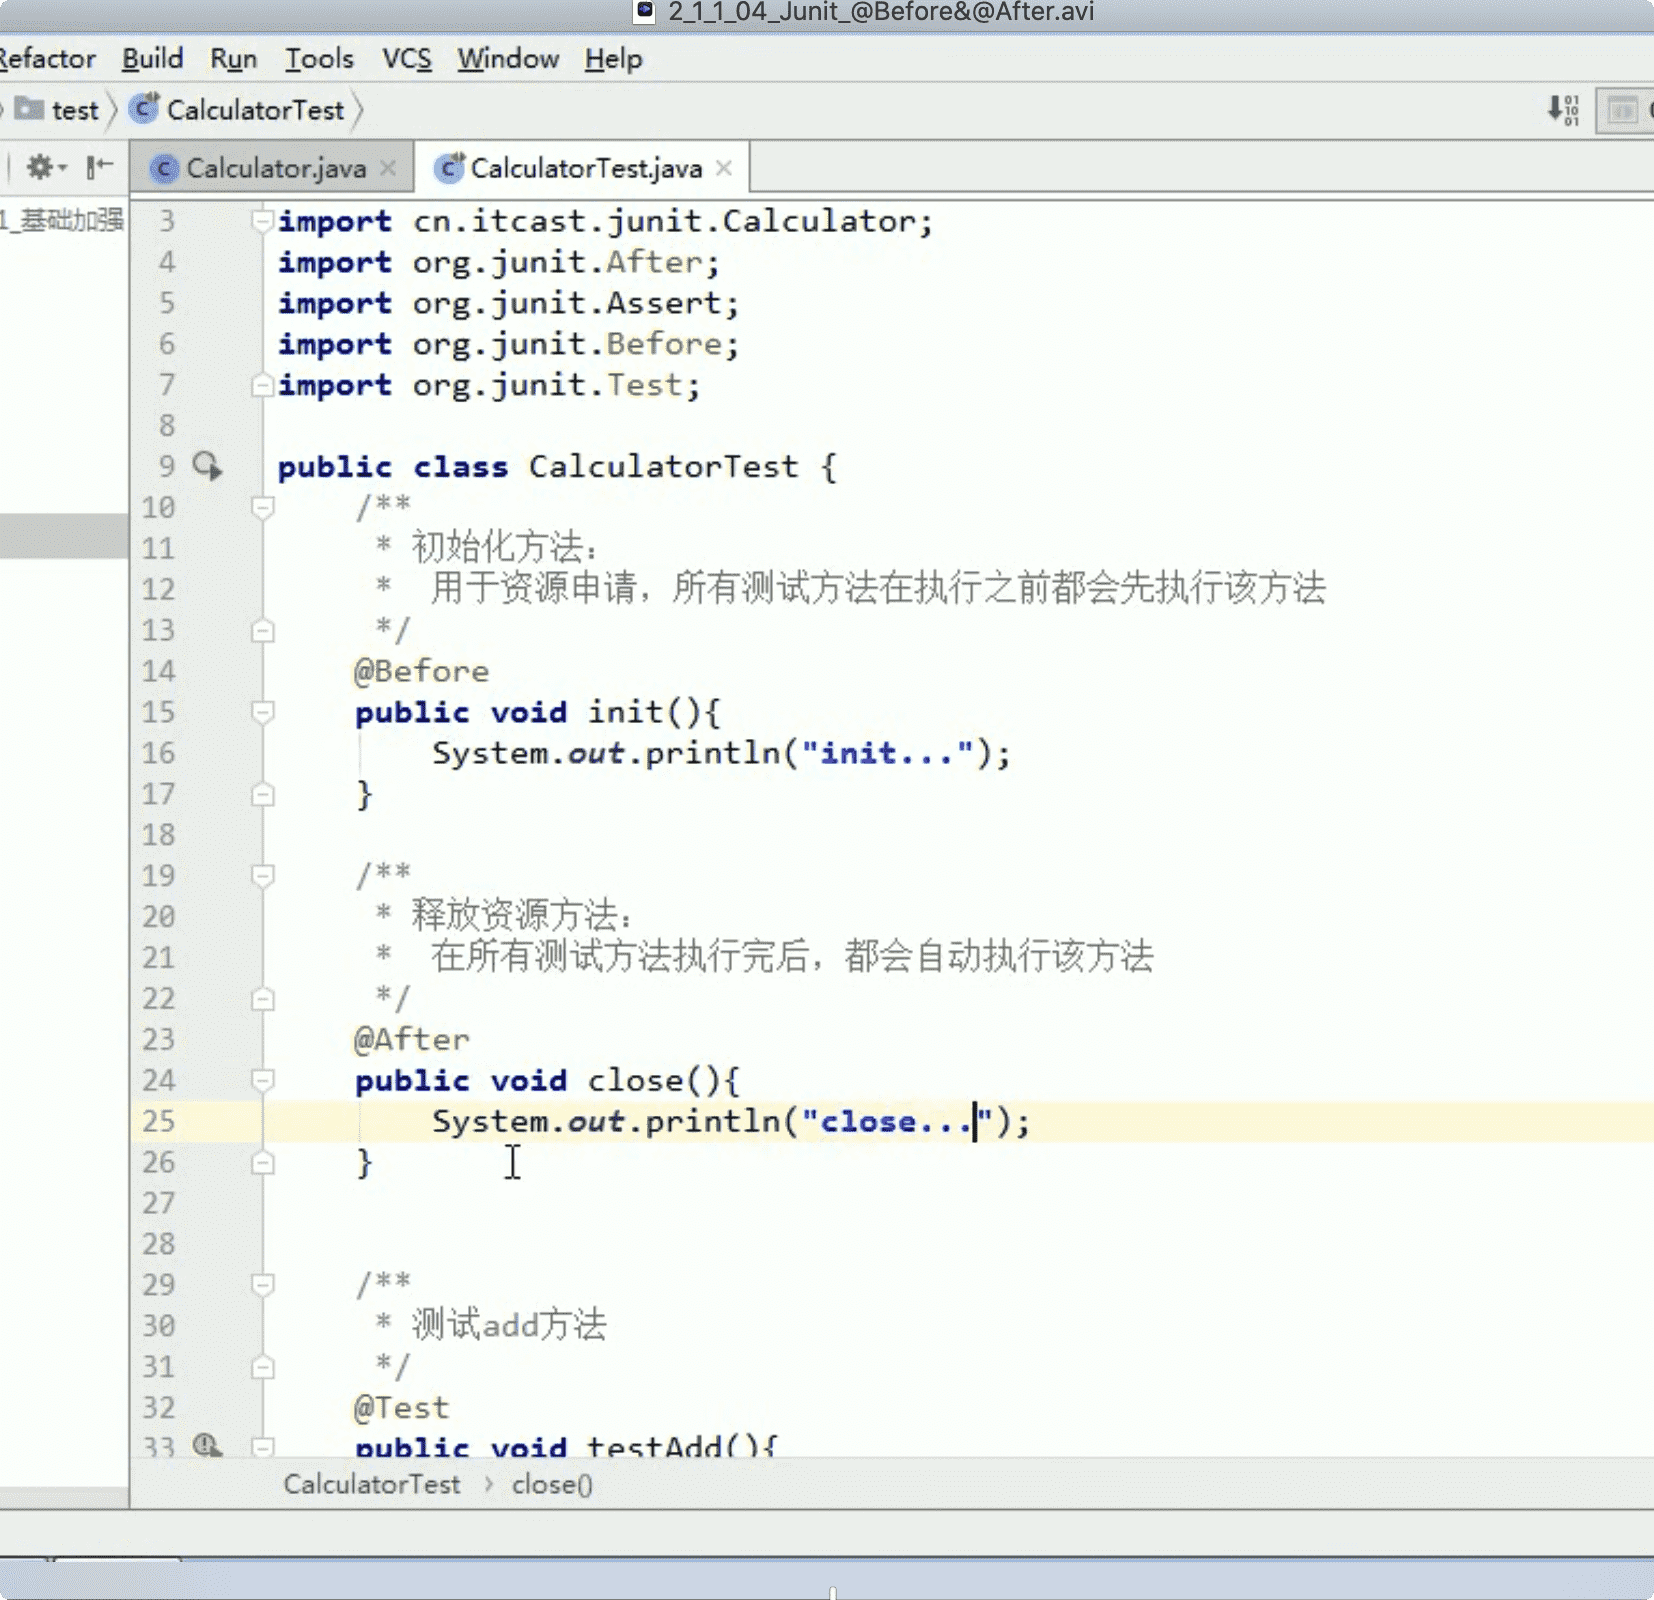 2_1_1_04_Junit_@Before&@After.avi
Refactor Build Run Tools VCS Window Help
test CalculatorTest
Calculator.java CalculatorTest.java
1_基础加强
3 import cn.itcast.junit.Calculator;
4 import org.junit.After;
5 import org.junit.Assert;
6 import org.junit.Before;
7 import org.junit.Test;
8
9 public class CalculatorTest {
10 /**
11 * 初始化方法：
12 * 用于资源申请，所有测试方法在执行之前都会先执行该方法
13 */
14 @Before
15 public void init(){
16 System.out.println("init...");
17 }
18
19 /**
20 * 释放资源方法：
21 * 在所有测试方法执行完后，都会自动执行该方法
22 */
23 @After
24 public void close(){
25 System.out.println("close...");
26 }
27
28
29 /**
30 * 测试add方法
31 */
32 @Test
33 public void testAdd(){
CalculatorTest › close()